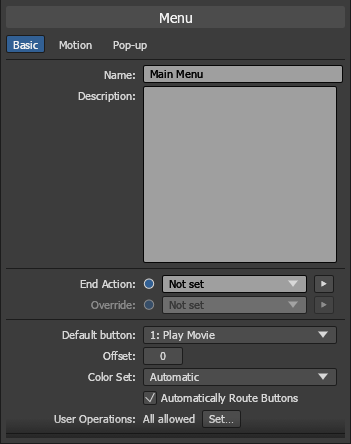 Menu
Basic Motion Pop-up
Name: Main Menu
Description:
End Action: Not set
Override: Not set
Default button: 1: Play Movie
Offset: 0
Color Set: Automatic
Automatically Route Buttons
User Operations: All allowed Set...